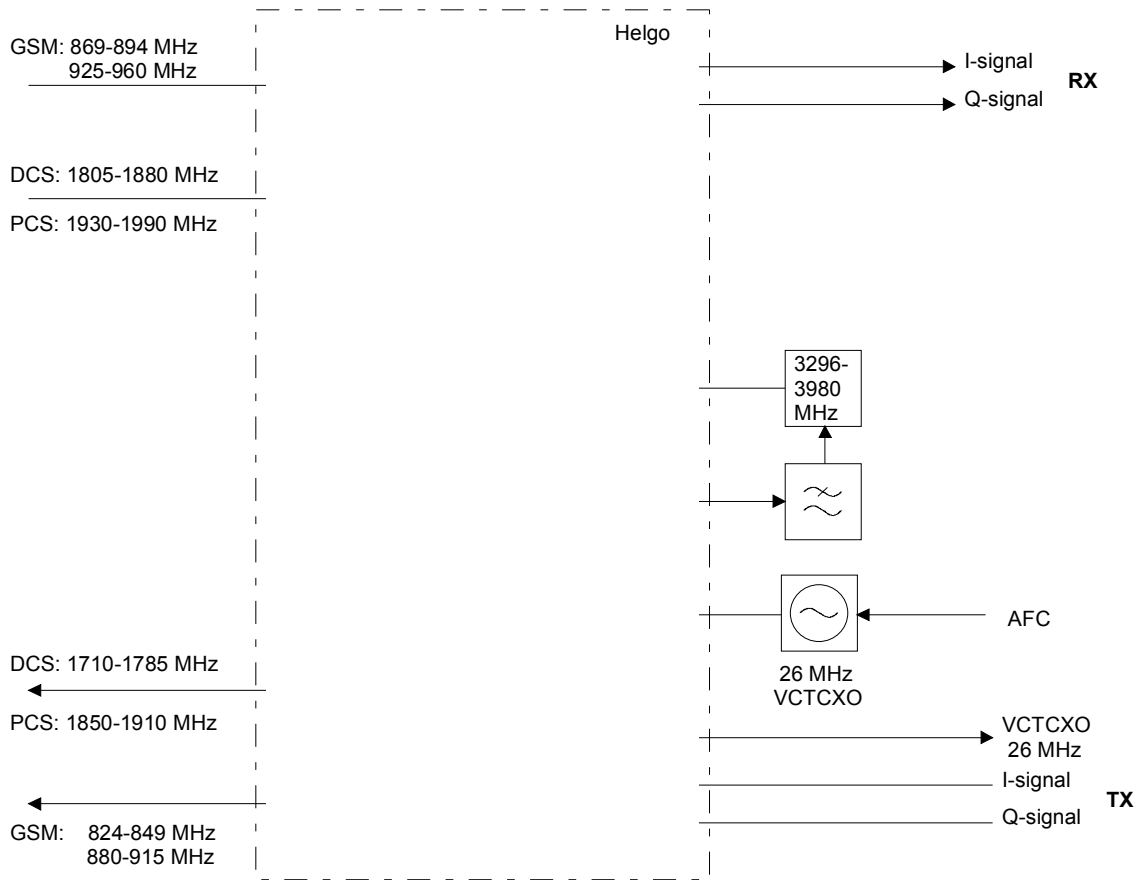 Helgo
GSM: 869-894 MHz
925-960 MHz
I-signal
RX
Q-signal
DCS: 1805-1880 MHz
PCS: 1930-1990 MHz
3296-
3980
MHz
AFC
26 MHz
VCTCXO
DCS: 1710-1785 MHz
PCS: 1850-1910 MHz
VCTCXO
26 MHz
I-signal
TX
Q-signal
GSM: 824-849 MHz
880-915 MHz